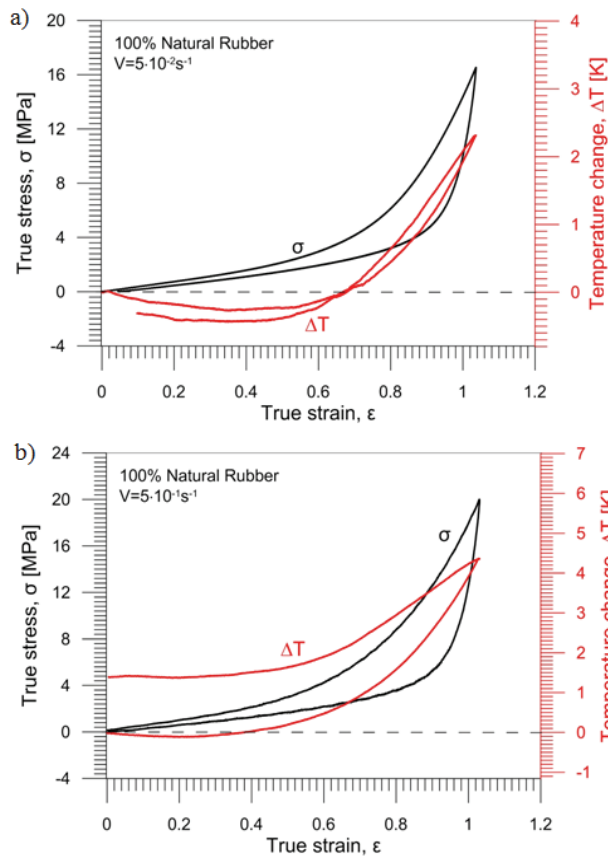 a)
20
16
12
8
4
0
-4
True stress, σ [MPa]
100% Natural Rubber
V=5·10-2s-1
σ
ΔT
4
3
2
1
0
Temperature change, ΔT [K]
0
0.2
0.4
0.6
0.8
1
1.2
True strain, ε
b)
24
20
16
12
8
4
0
-4
True stress, σ [MPa]
100% Natural Rubber
V=5·10-1s-1
σ
ΔT
7
6
5
4
3
2
1
0
-1
Temperature change, ΔT [K]
0
0.2
0.4
0.6
0.8
1
1.2
True strain, ε